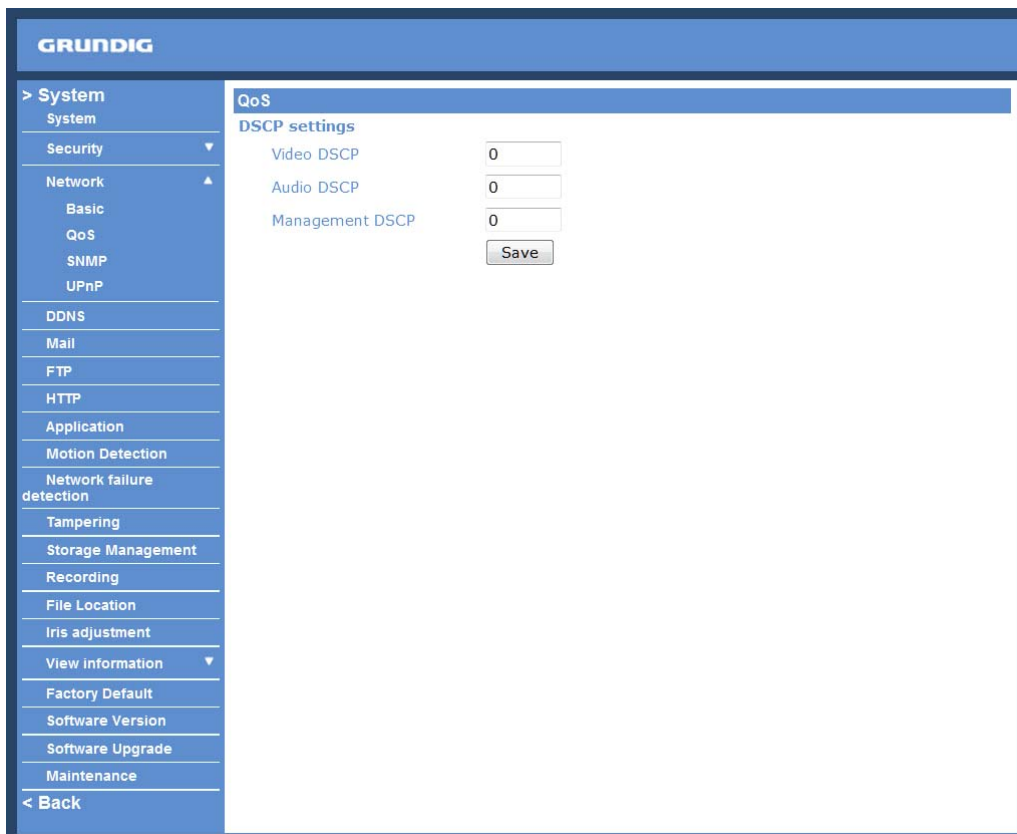 GRUNDIG
> System
System
Security
Network
Basic
QoS
SNMP
UPnP
DDNS
Mail
FTP
HTTP
Application
Motion Detection
Network failure
detection
Tampering
Storage Management
Recording
File Location
Iris adjustment
View information
Factory Default
Software Version
Software Upgrade
Maintenance
< Back
QoS
DSCP settings
Video DSCP 0
Audio DSCP 0
Management DSCP 0
Save